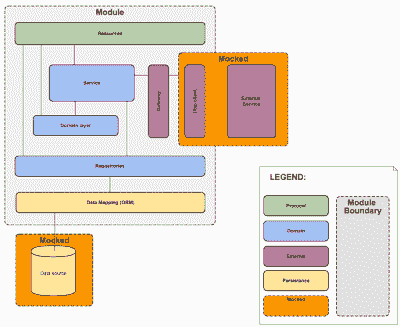 Module
Resources
Mocked
Service
Gateway
Http client
External
Service
Domain layer
Repositories
Data Mapping (ORM)
Mocked
Data source
LEGEND:
Protocol
Domain
External
Persistence
Mocked
Module
Boundary